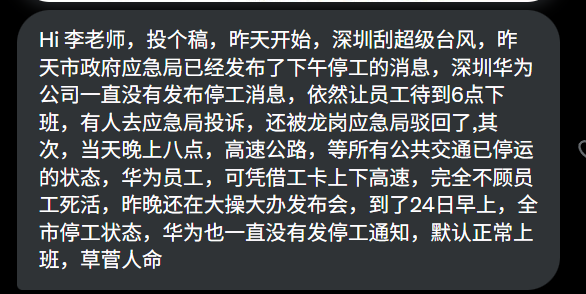 Hi 李老师，投个稿，昨天开始，深圳刮超级台风，昨
天市政府应急局已经发布了下午停工的消息，深圳华为
公司一直没有发布停工消息，依然让员工待到6点下
班，有人去应急局投诉，还被龙岗应急局驳回了,其
次，当天晚上八点，高速公路，等所有公共交通已停运
的状态，华为员工，可凭借工卡上下高速，完全不顾员
工死活，昨晚还在大操大办发布会，到了24日早上，全
市停工状态，华为也一直没有发停工通知，默认正常上
班，草菅人命